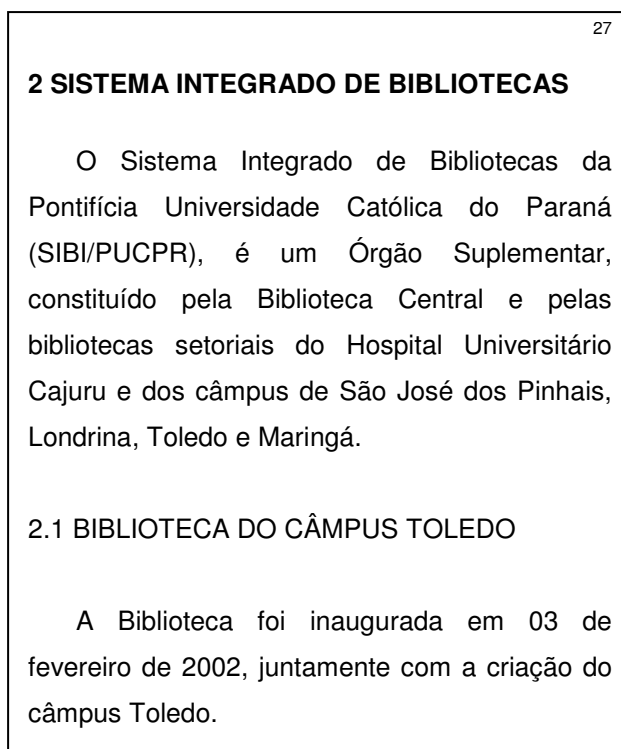 27
2 SISTEMA INTEGRADO DE BIBLIOTECAS
O Sistema Integrado de Bibliotecas da
Pontifícia Universidade Católica do Paraná
(SIBI/PUCPR), é um Órgão Suplementar,
constituído pela Biblioteca Central e pelas
bibliotecas setoriais do Hospital Universitário
Cajuru e dos câmpus de São José dos Pinhais,
Londrina, Toledo e Maringá.
2.1 BIBLIOTECA DO CÂMPUS TOLEDO
A Biblioteca foi inaugurada em 03 de
fevereiro de 2002, juntamente com a criação do
câmpus Toledo.